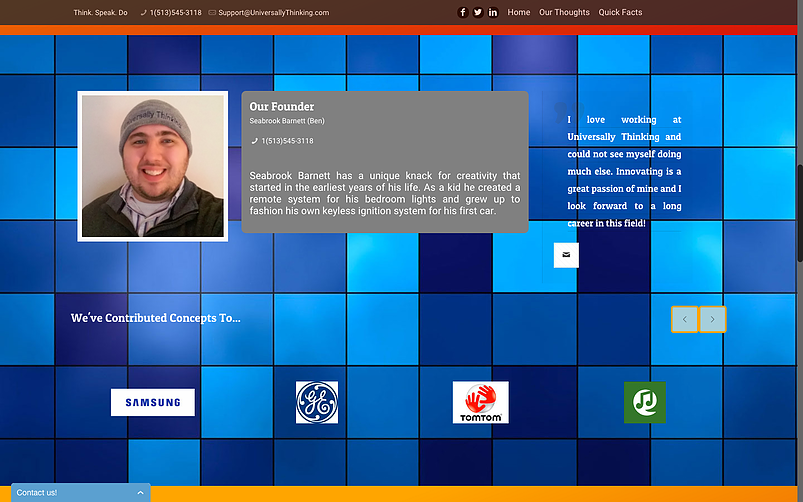 Think. Speak. Do 1(513)545-3118 Support@UniversallyThinking.com Home Our Thoughts Quick Facts
Universally Thinking
Our Founder
Seabrook Barnett (Ben)
1(513)545-3118
Seabrook Barnett has a unique knack for creativity that
started in the earliest years of his life. As a kid he created a
remote system for his bedroom lights and grew up to
fashion his own keyless ignition system for his first car.
I love working at
Universally Thinking and
could not see myself doing
much else. Innovating is a
great passion of mine and I
look forward to a long
career in this field!
We've Contributed Concepts To...
SAMSUNG
GE
TOMTOM
Contact us!